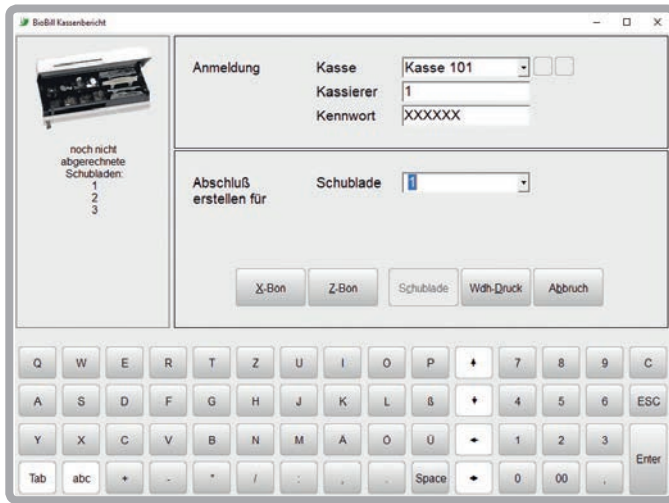 BioBill Kassenbericht
noch nicht
abgerechnete
Schubladen:
1
2
3
Anmeldung Kasse Kasse 101
Kassierer 1
Kennwort XXXXXX
Abschluß
erstellen für
Schublade 1
X-Bon Z-Bon Schublade Wdh-Druck Abbruch
Q W E R T Z U I O P 7 8 9 C
A S D F G H J K L ß 4 5 6 ESC
Y X C V B N M Ä Ö Ü 1 2 3 Enter
Tab abc + - * / : , . Space 0 00 ,